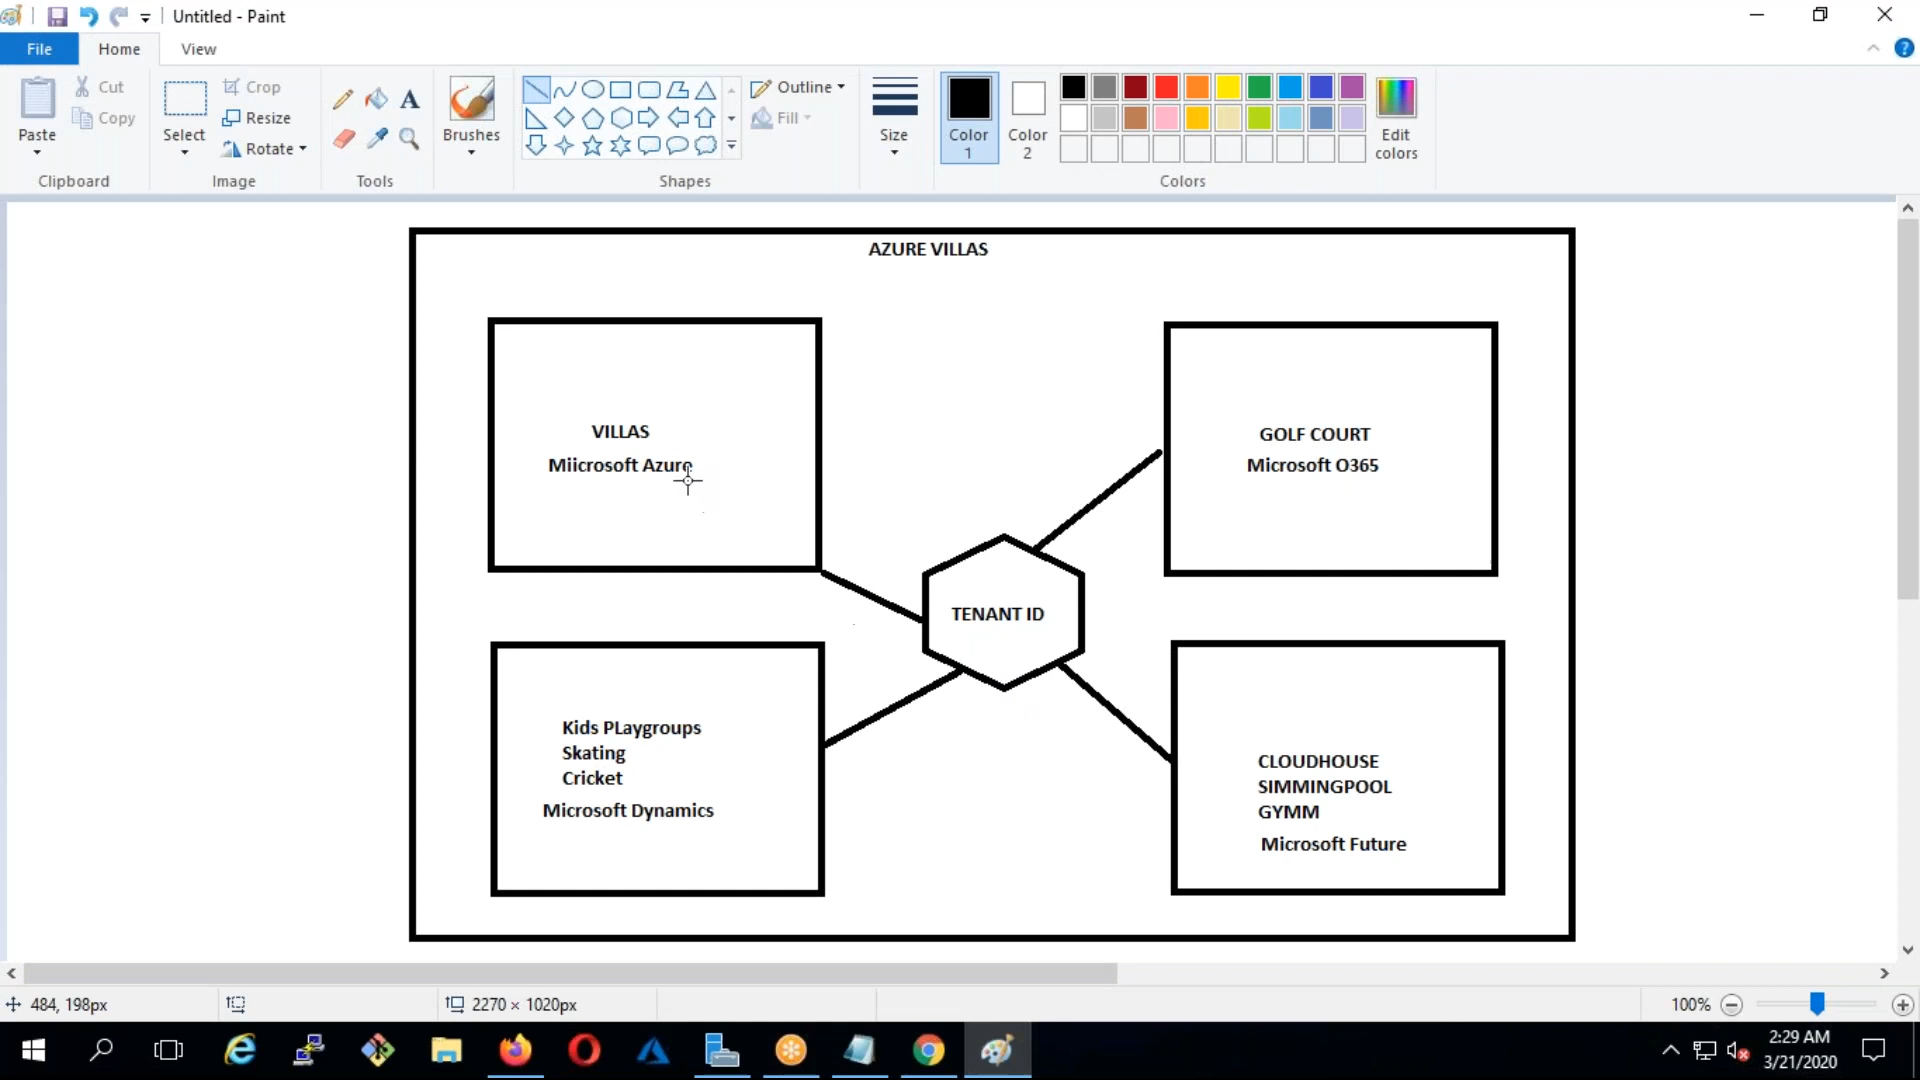 Untitled - Paint
File Home View
Paste
Cut
Copy
Clipboard
Select
Crop
Resize
Rotate
Image
A
Tools
Brushes
Outline
Fill
Shapes
Size
Color 1
Color 2
Edit colors
Colors
AZURE VILLAS
VILLAS
Miicrosoft Azure
GOLF COURT
Microsoft O365
TENANT ID
Kids PLaygroups
Skating
Cricket
Microsoft Dynamics
CLOUDHOUSE
SIMMINGPOOL
GYMM
Microsoft Future
484, 198px
2270 × 1020px
100%
2:29 AM
3/21/2020